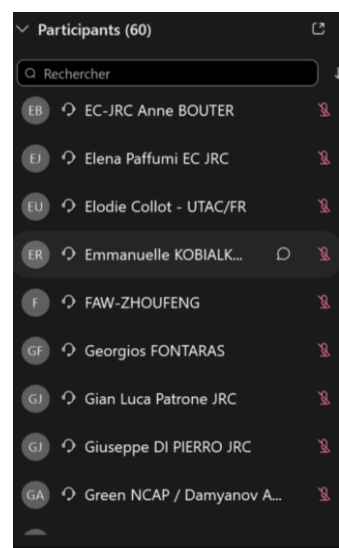 Participants (60)
Rechercher
EB EC-JRC Anne BOUTER
EJ Elena Paffumi EC JRC
EU Elodie Collot - UTAC/FR
ER Emmanuelle KOBIALK...
F FAW-ZHOUFENG
GF Georgios FONTARAS
GJ Gian Luca Patrone JRC
GJ Giuseppe DI PIERRO JRC
GA Green NCAP / Damyanov A...